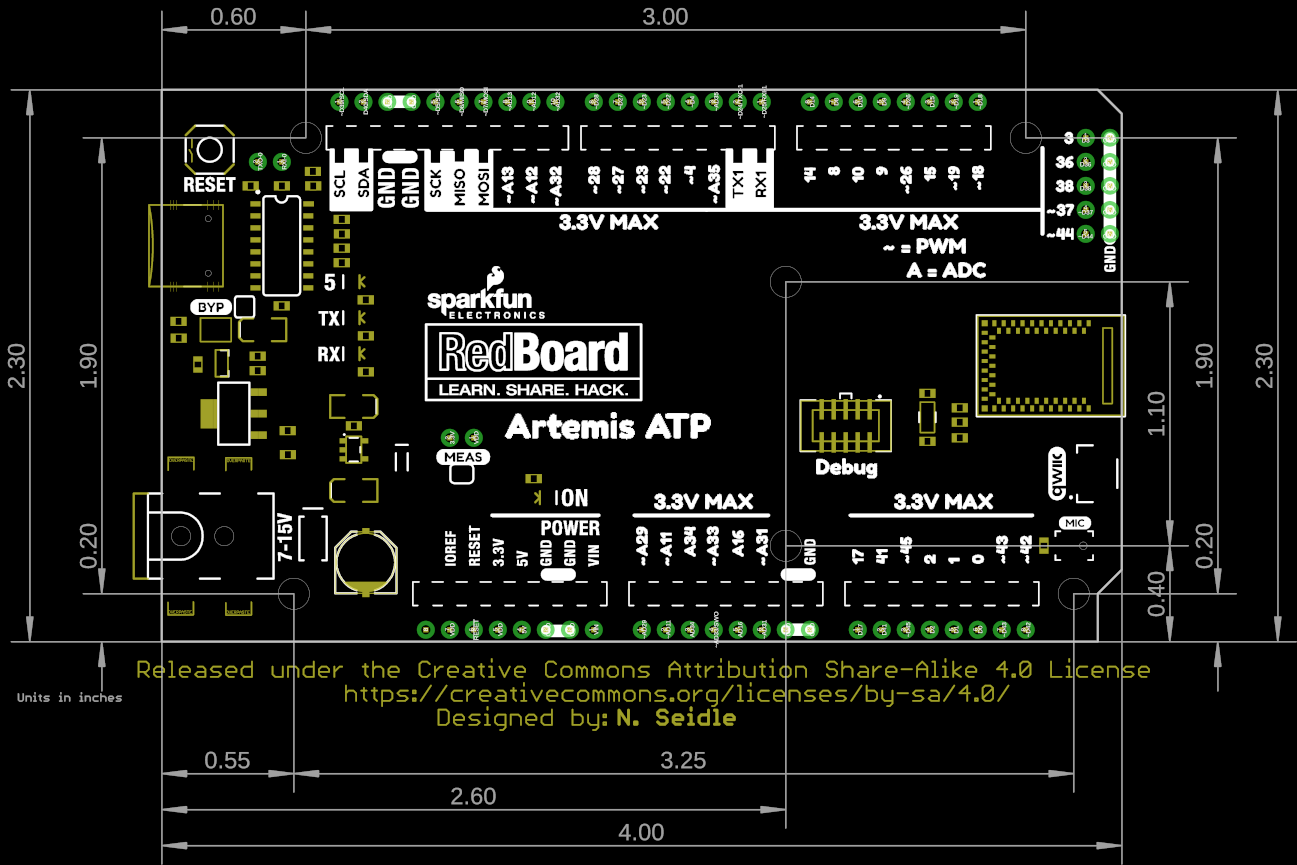 0.60
3.00
RESET
SCL
SDA
GND
GND
SCK
MISO
MOSI
~A13
~A12
~A32
~28
~27
~23
~22
~4
~A35
TX1
RX1
14
8
10
9
~26
15
~19
~18
3
36
38
~37
~44
GND
3.3V MAX
3.3V MAX
~ = PWM
A = ADC
5
TX
RX
BYP
sparkfun
ELECTRONICS
RedBoard
LEARN. SHARE. HACK.
Artemis ATP
MEAS
Debug
qwiic
MIC
2.30
1.90
0.20
1.10
1.90
2.30
0.20
0.40
7-15V
ON
POWER
3.3V MAX
3.3V MAX
IOREF
RESET
3.3V
5V
GND
GND
VIN
~A29
~A11
A34
~A33
A16
~A31
GND
17
41
~45
2
1
0
~43
~42
Released under the Creative Commons Attribution Share-Alike 4.0 License
https://creativecommons.org/licenses/by-sa/4.0/
Designed by: N. Seidle
Units in inches
0.55
3.25
2.60
4.00